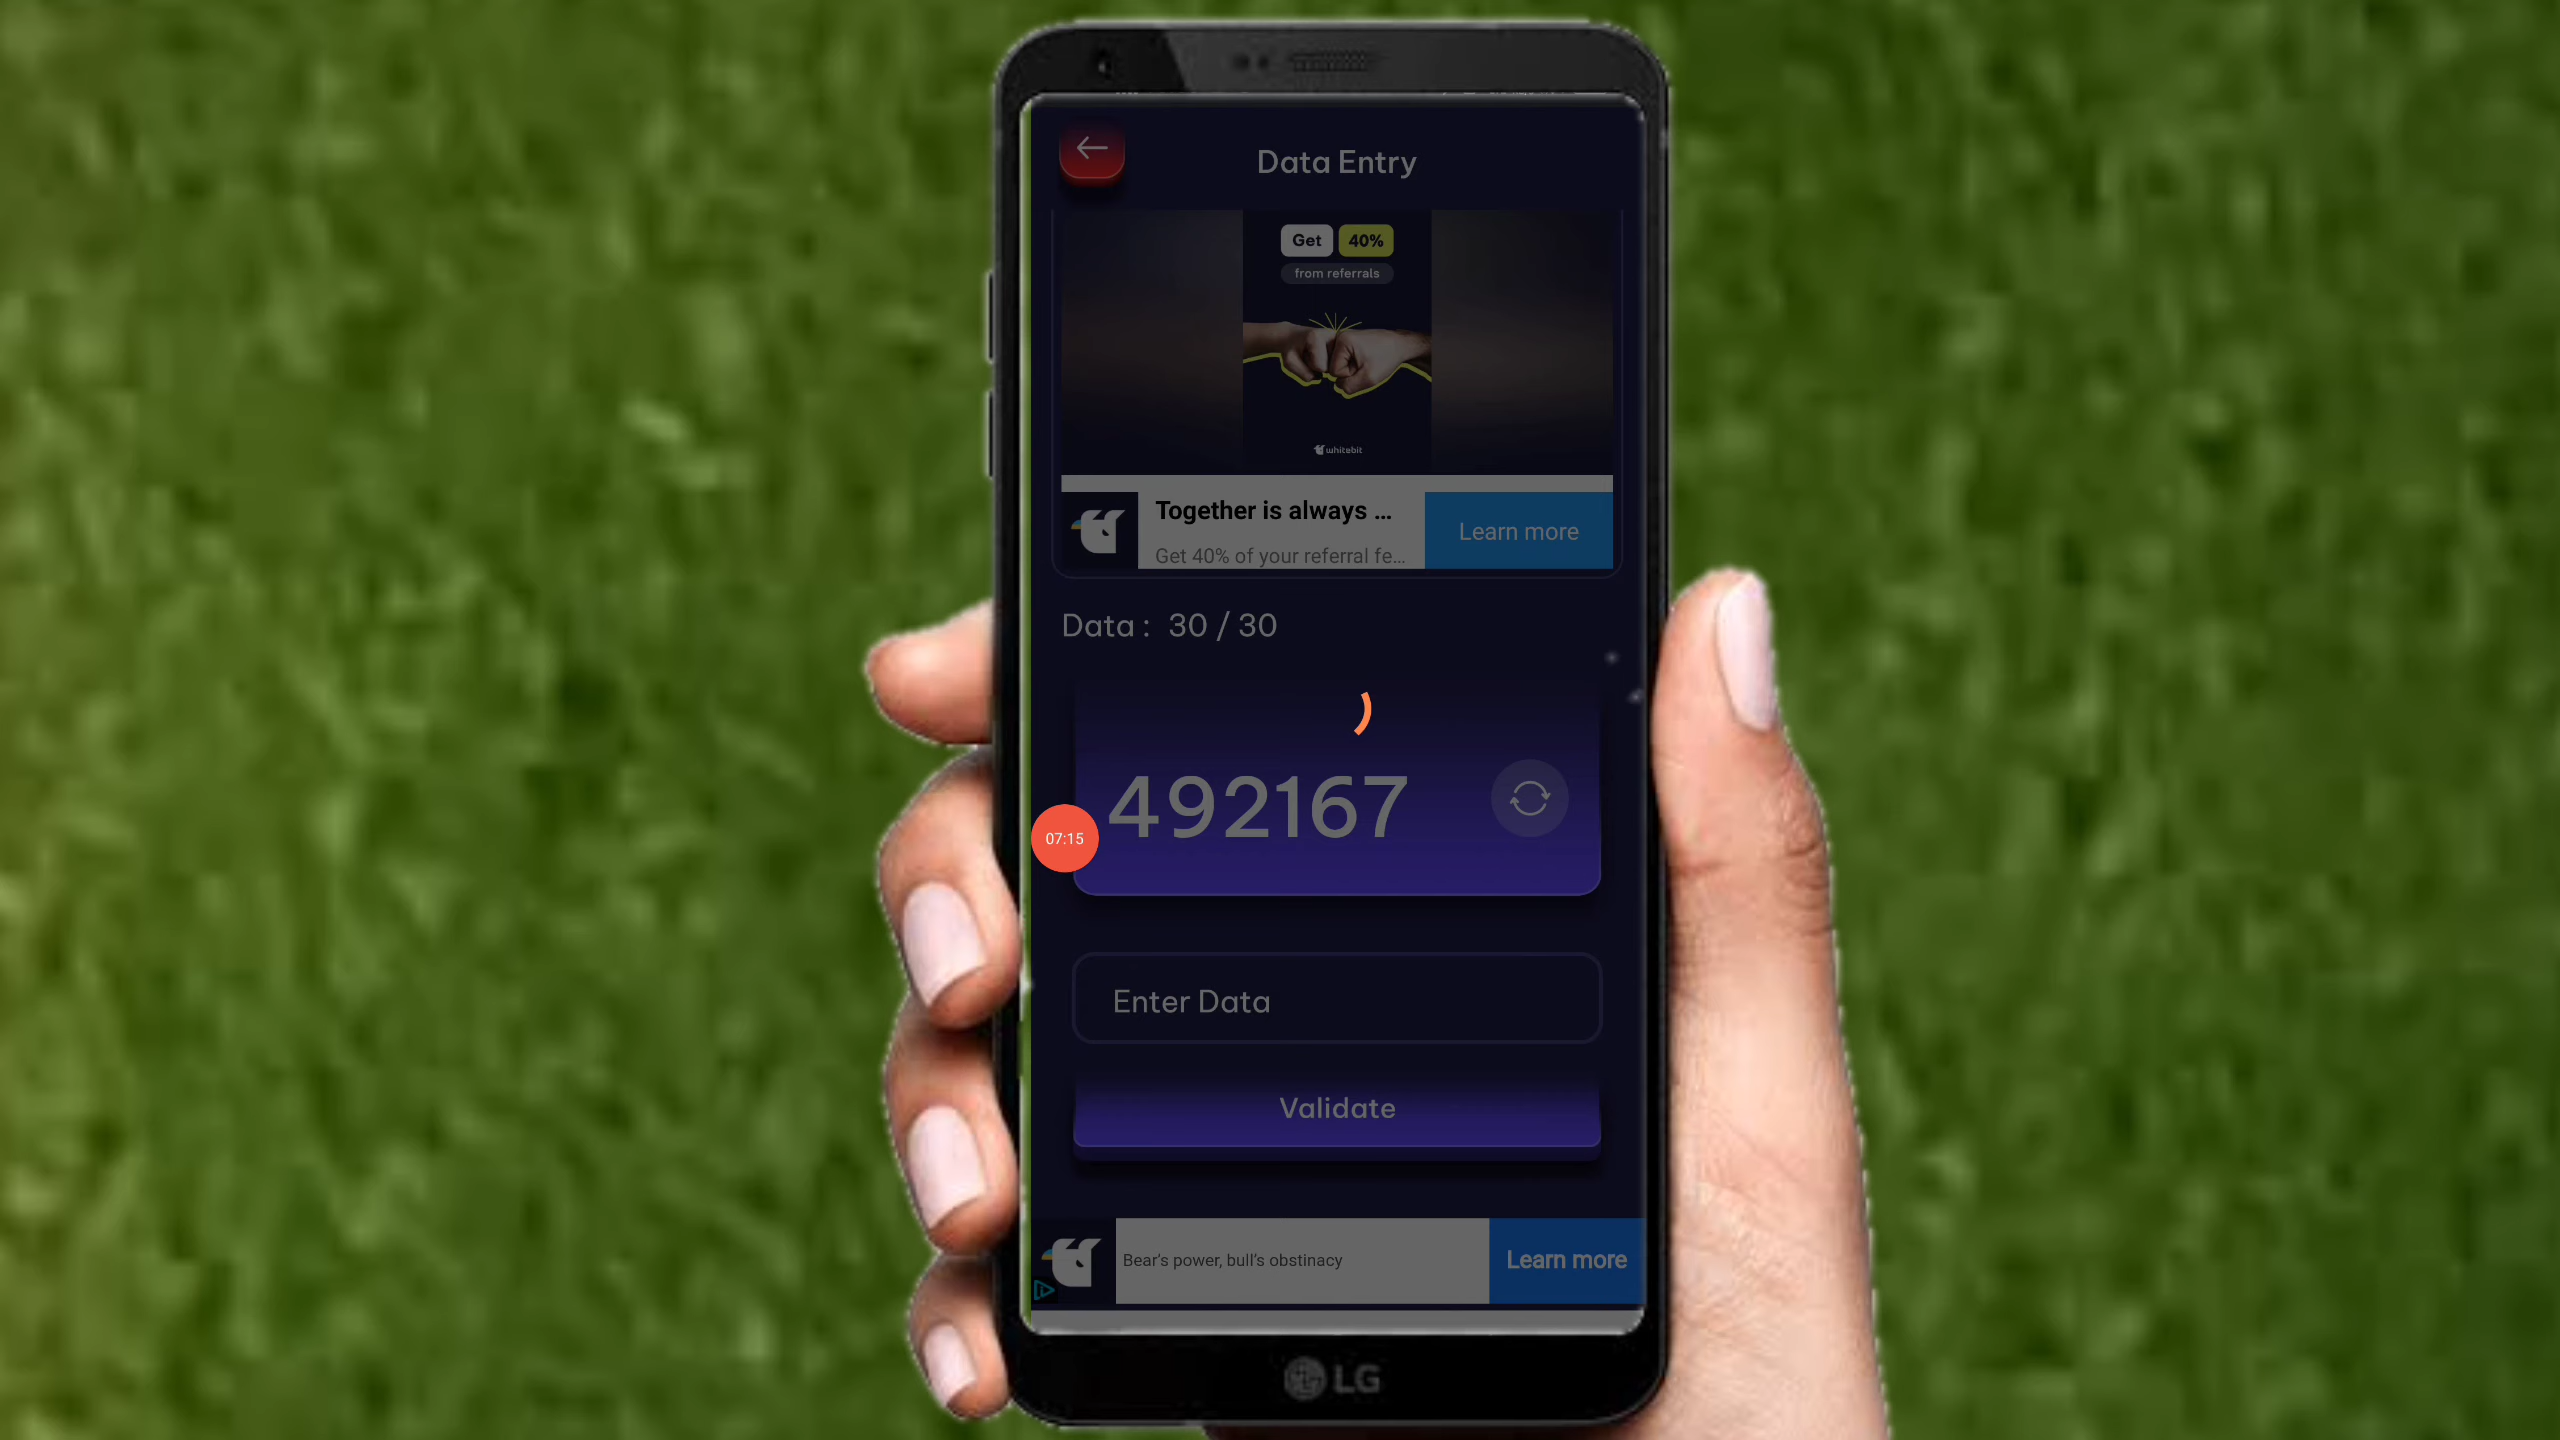 Data Entry
Get 40%
from referrals
whitebit
Together is always ...
Get 40% of your referral fe...
Learn more
Data : 30 / 30
492167
07:15
Enter Data
Validate
Bear's power, bull's obstinacy
Learn more
LG